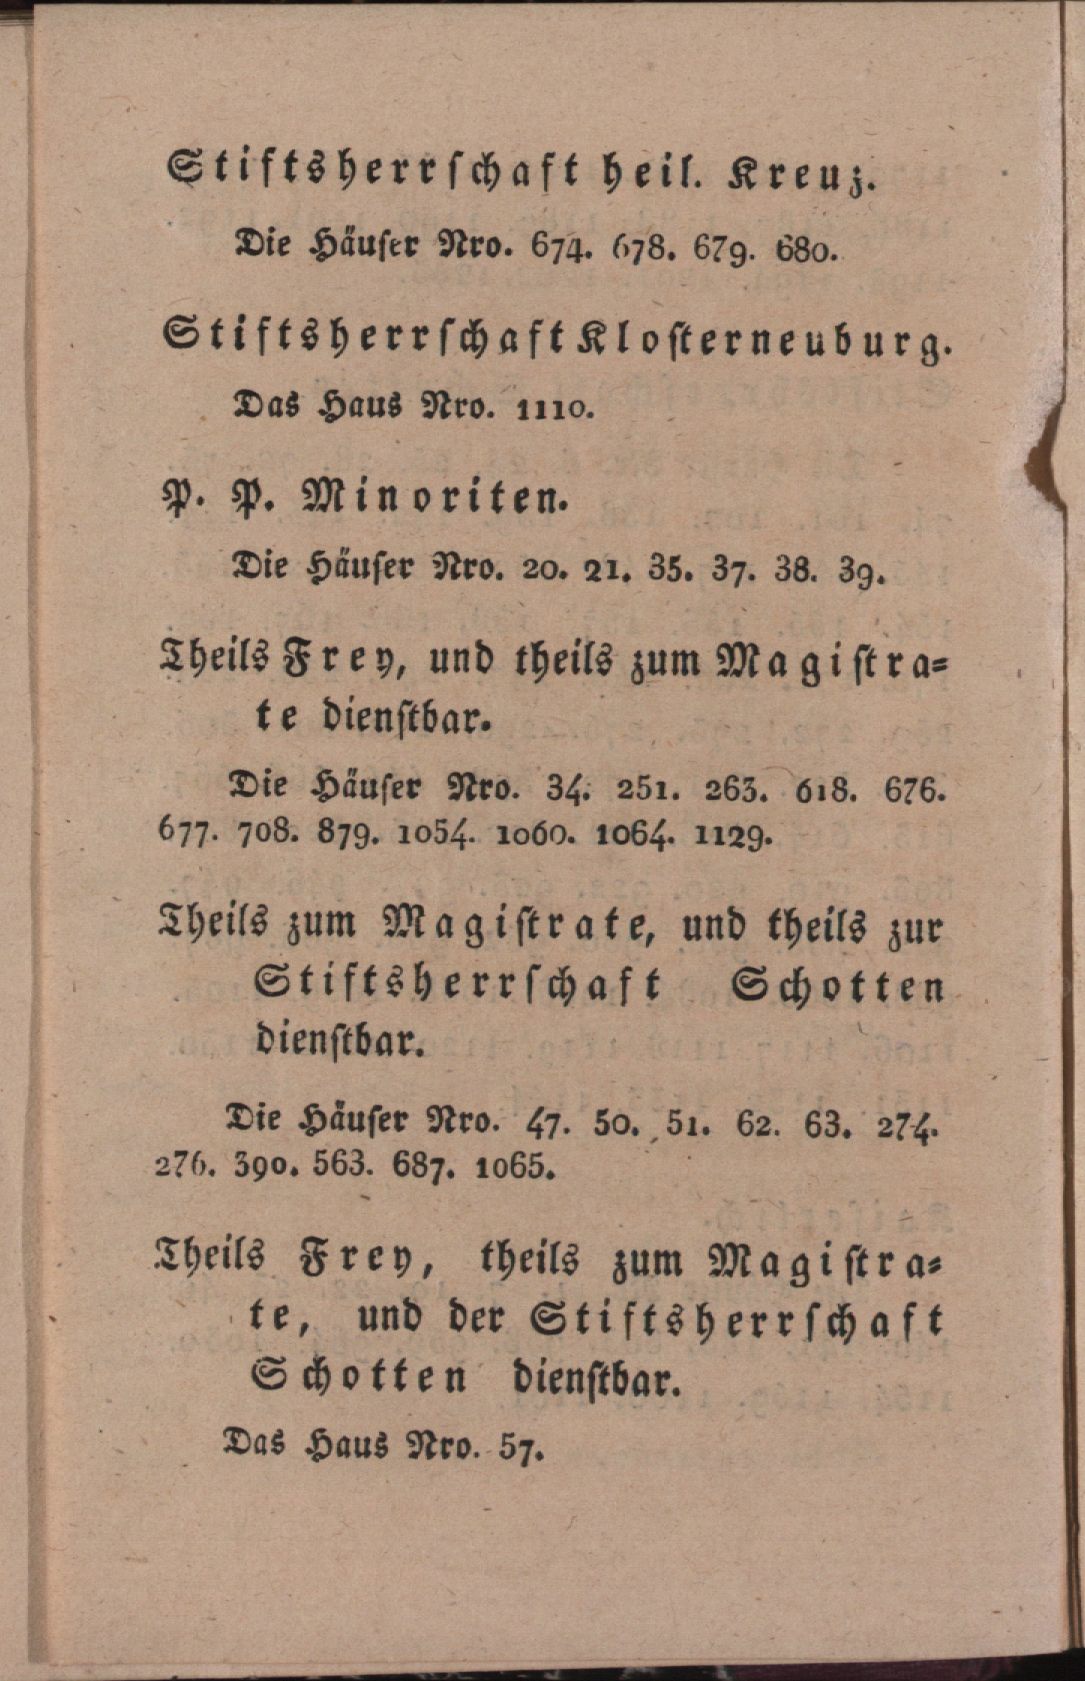 Stiftsherrschaft heil. Kreuz.
Die Häuser Nro. 674. 678. 679. 680.
Stiftsherrschaft Klosterneuburg.
Das Haus Nro. 1110.
P. P. Minoriten.
Die Häuser Nro. 20. 21. 35. 37. 38. 39.
Theils Frey, und theils zum Magistra-
te dienstbar.
Die Häuser Nro. 34. 251. 263. 618. 676.
677. 708. 879. 1054. 1060. 1064. 1129.
Theils zum Magistrate, und theils zur
Stiftsherrschaft Schotten
dienstbar.
Die Häuser Nro. 47. 50. 51. 62. 63. 274.
276. 390. 563. 687. 1065.
Theils Frey, theils zum Magistra-
te, und der Stiftsherrschaft
Schotten dienstbar.
Das Haus Nro. 57.